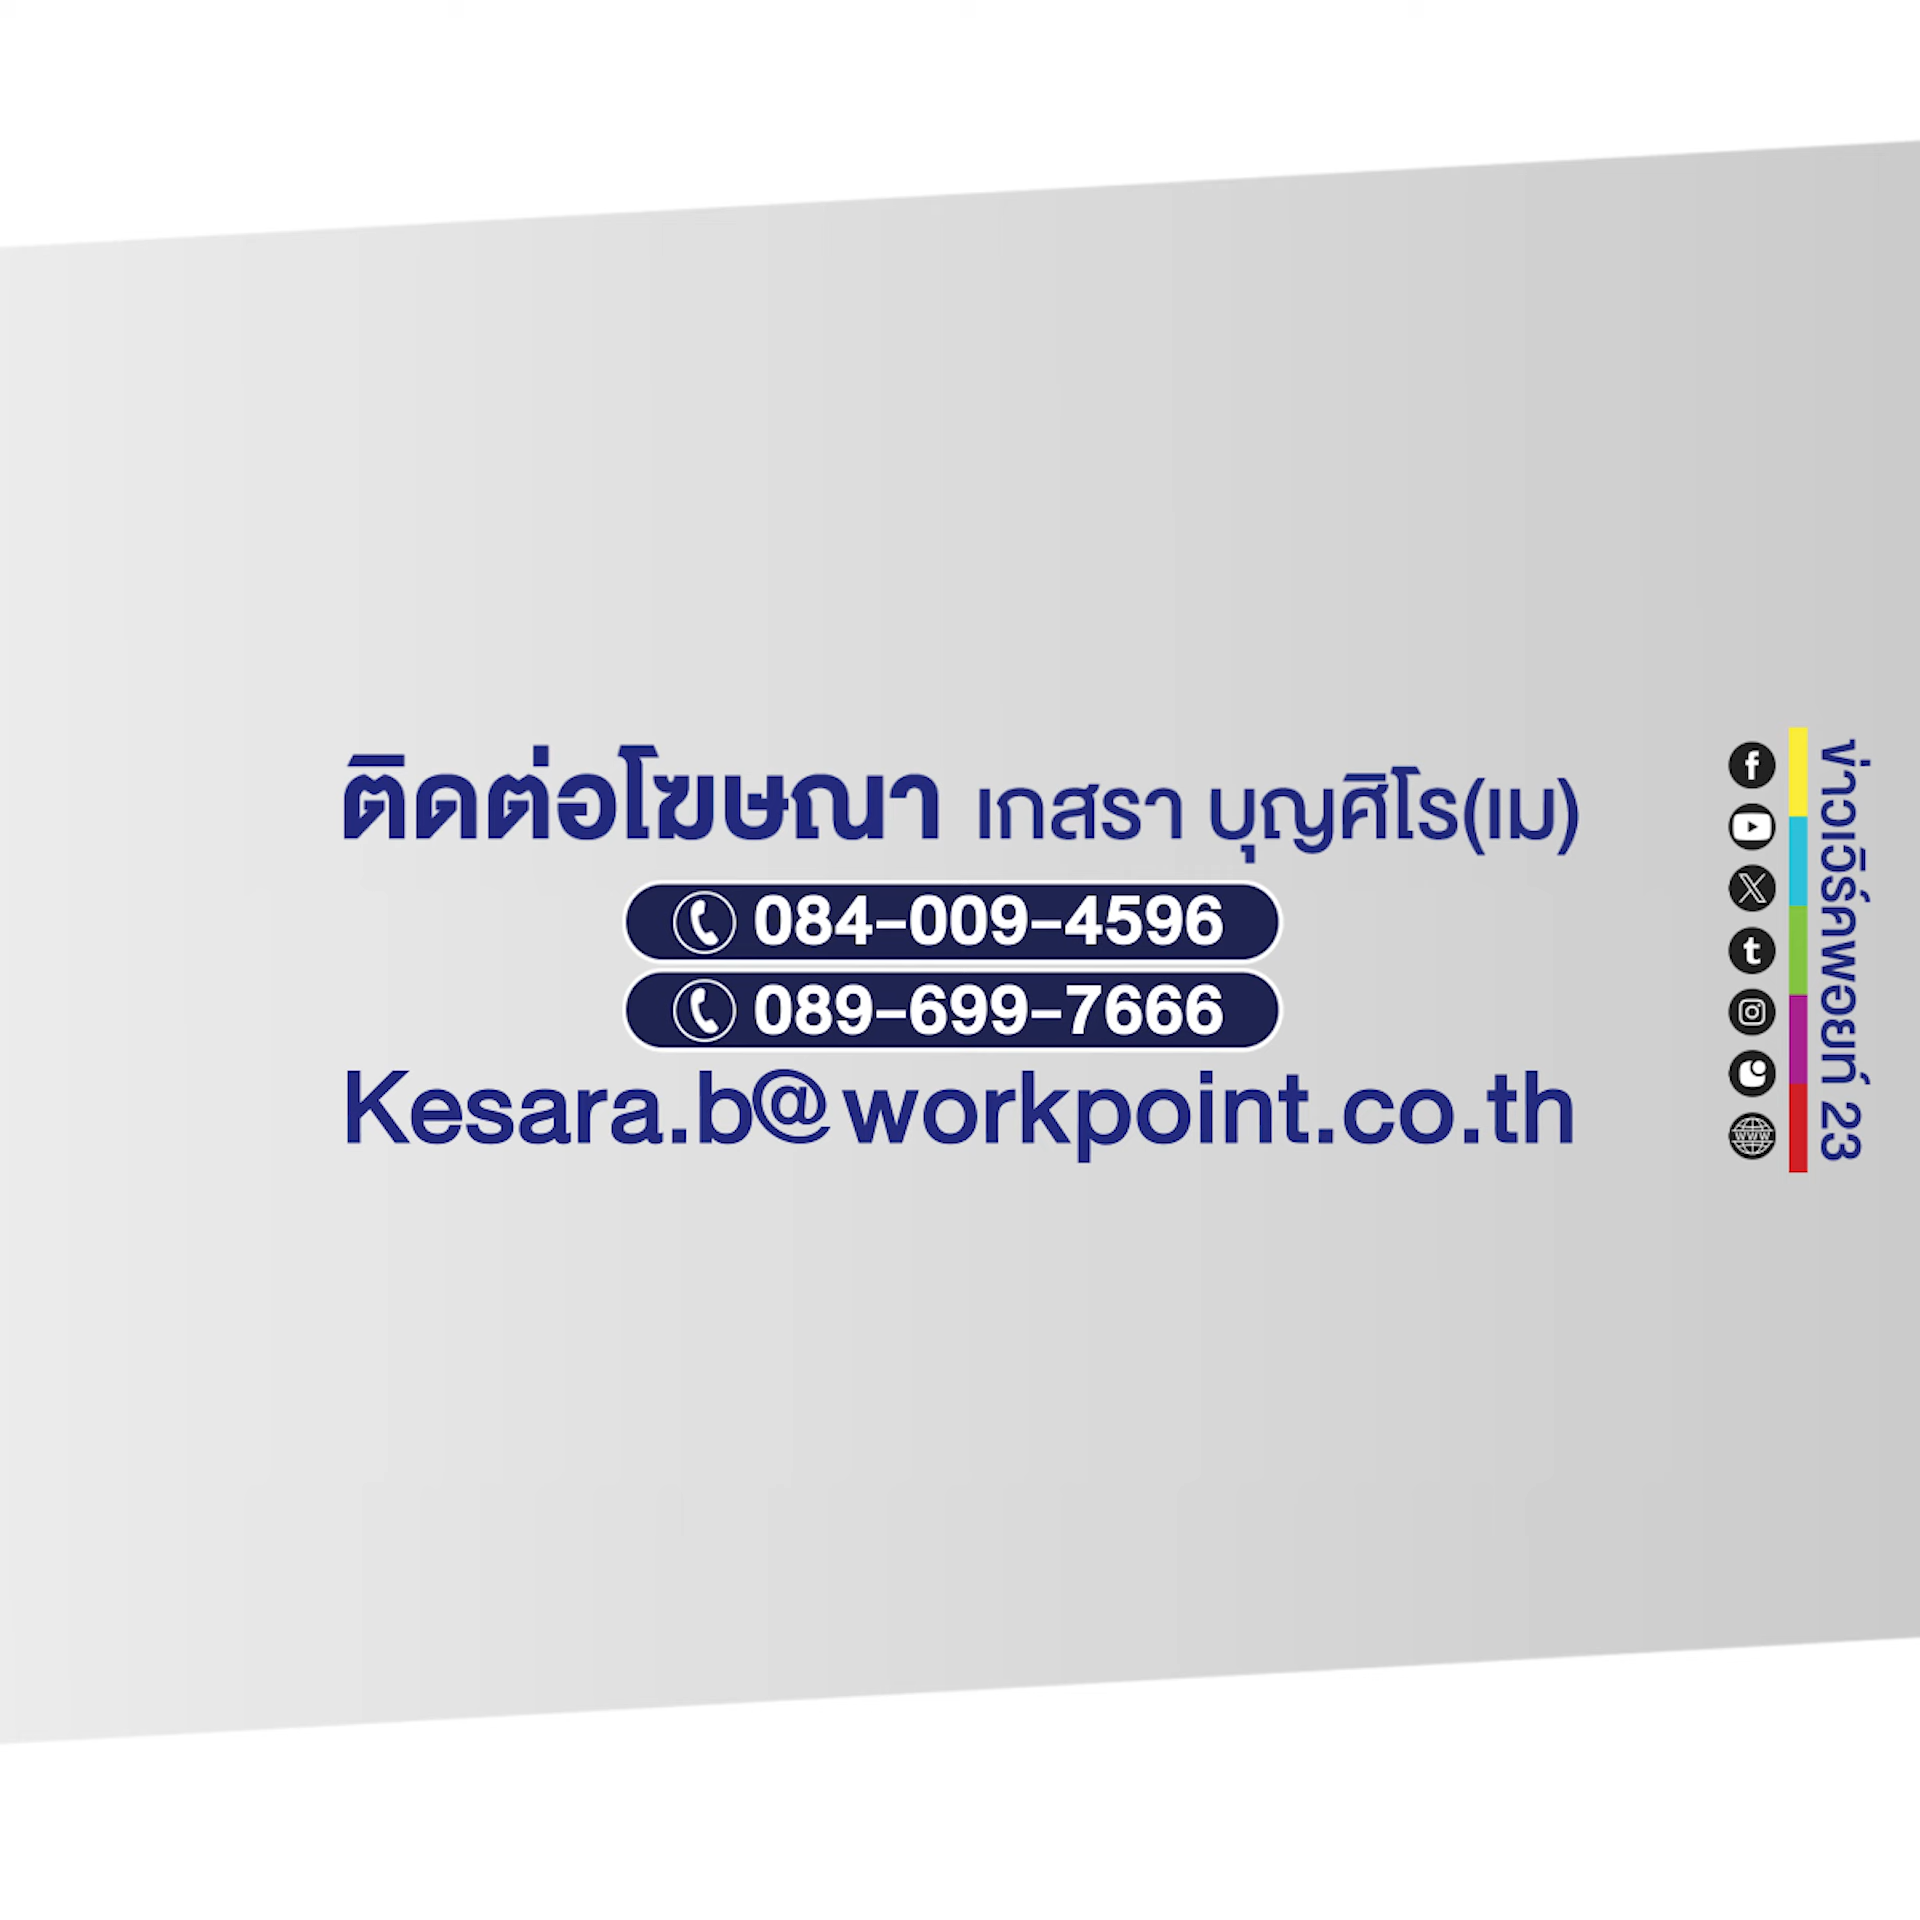 ติดต่อโฆษณา เกสรา บุญศิโร(เม)
084-009-4596
089-699-7666
Kesara.b@workpoint.co.th
ข่าวเวิร์คพอยท์ 23
www